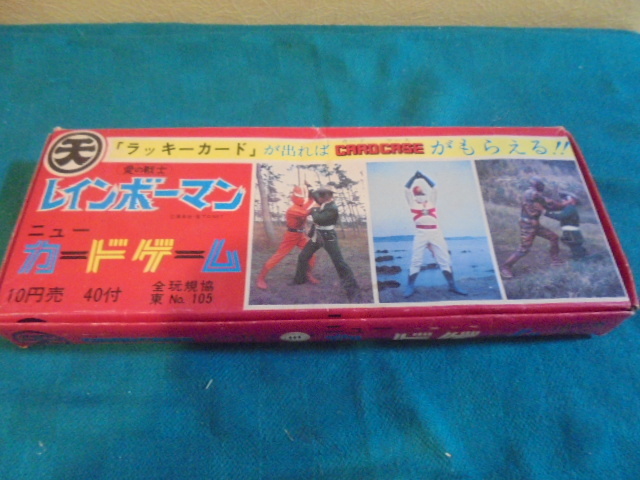 天
「ラッキーカード」が出れば CARDCASE がもらえる!!
愛の戦士
レインボーマン
ニュー
カードゲーム
10円売 40付
全玩規協
東 No. 105